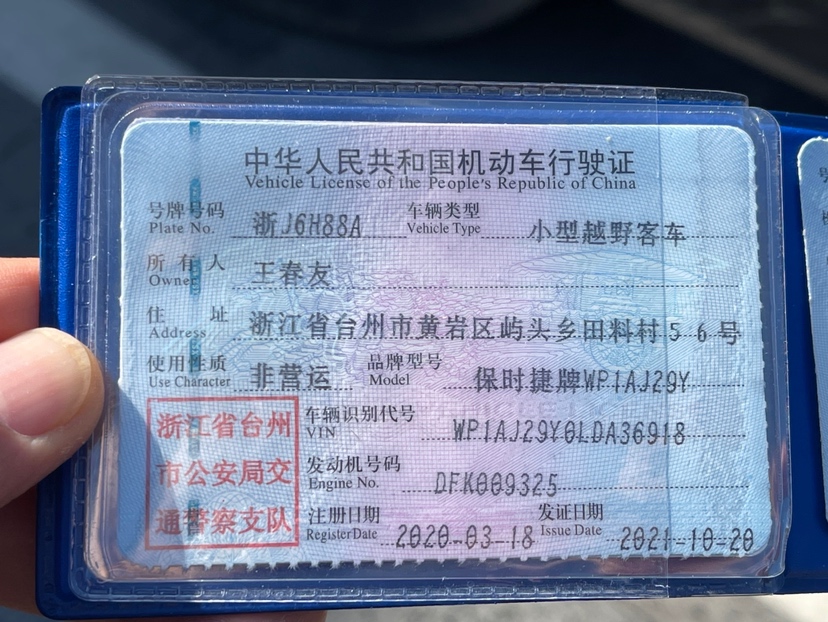 中华人民共和国机动车行驶证
Vehicle License of the People's Republic of China
号牌号码 浙J6H88A 车辆类型 小型越野客车
Plate No. Vehicle Type
所有人 王春友
Owner
住址 浙江省台州市黄岩区屿头乡田料村56号
Address
使用性质 非营运 品牌型号 保时捷牌WP1AJ29Y
Use Character Model
浙江省台州 车辆识别代号 WP1AJ29Y0LDA36918
VIN
市公安局交 发动机号码 DFK009325
Engine No.
通警察支队 注册日期 2020-03-18 发证日期 2021-10-20
Register Date Issue Date